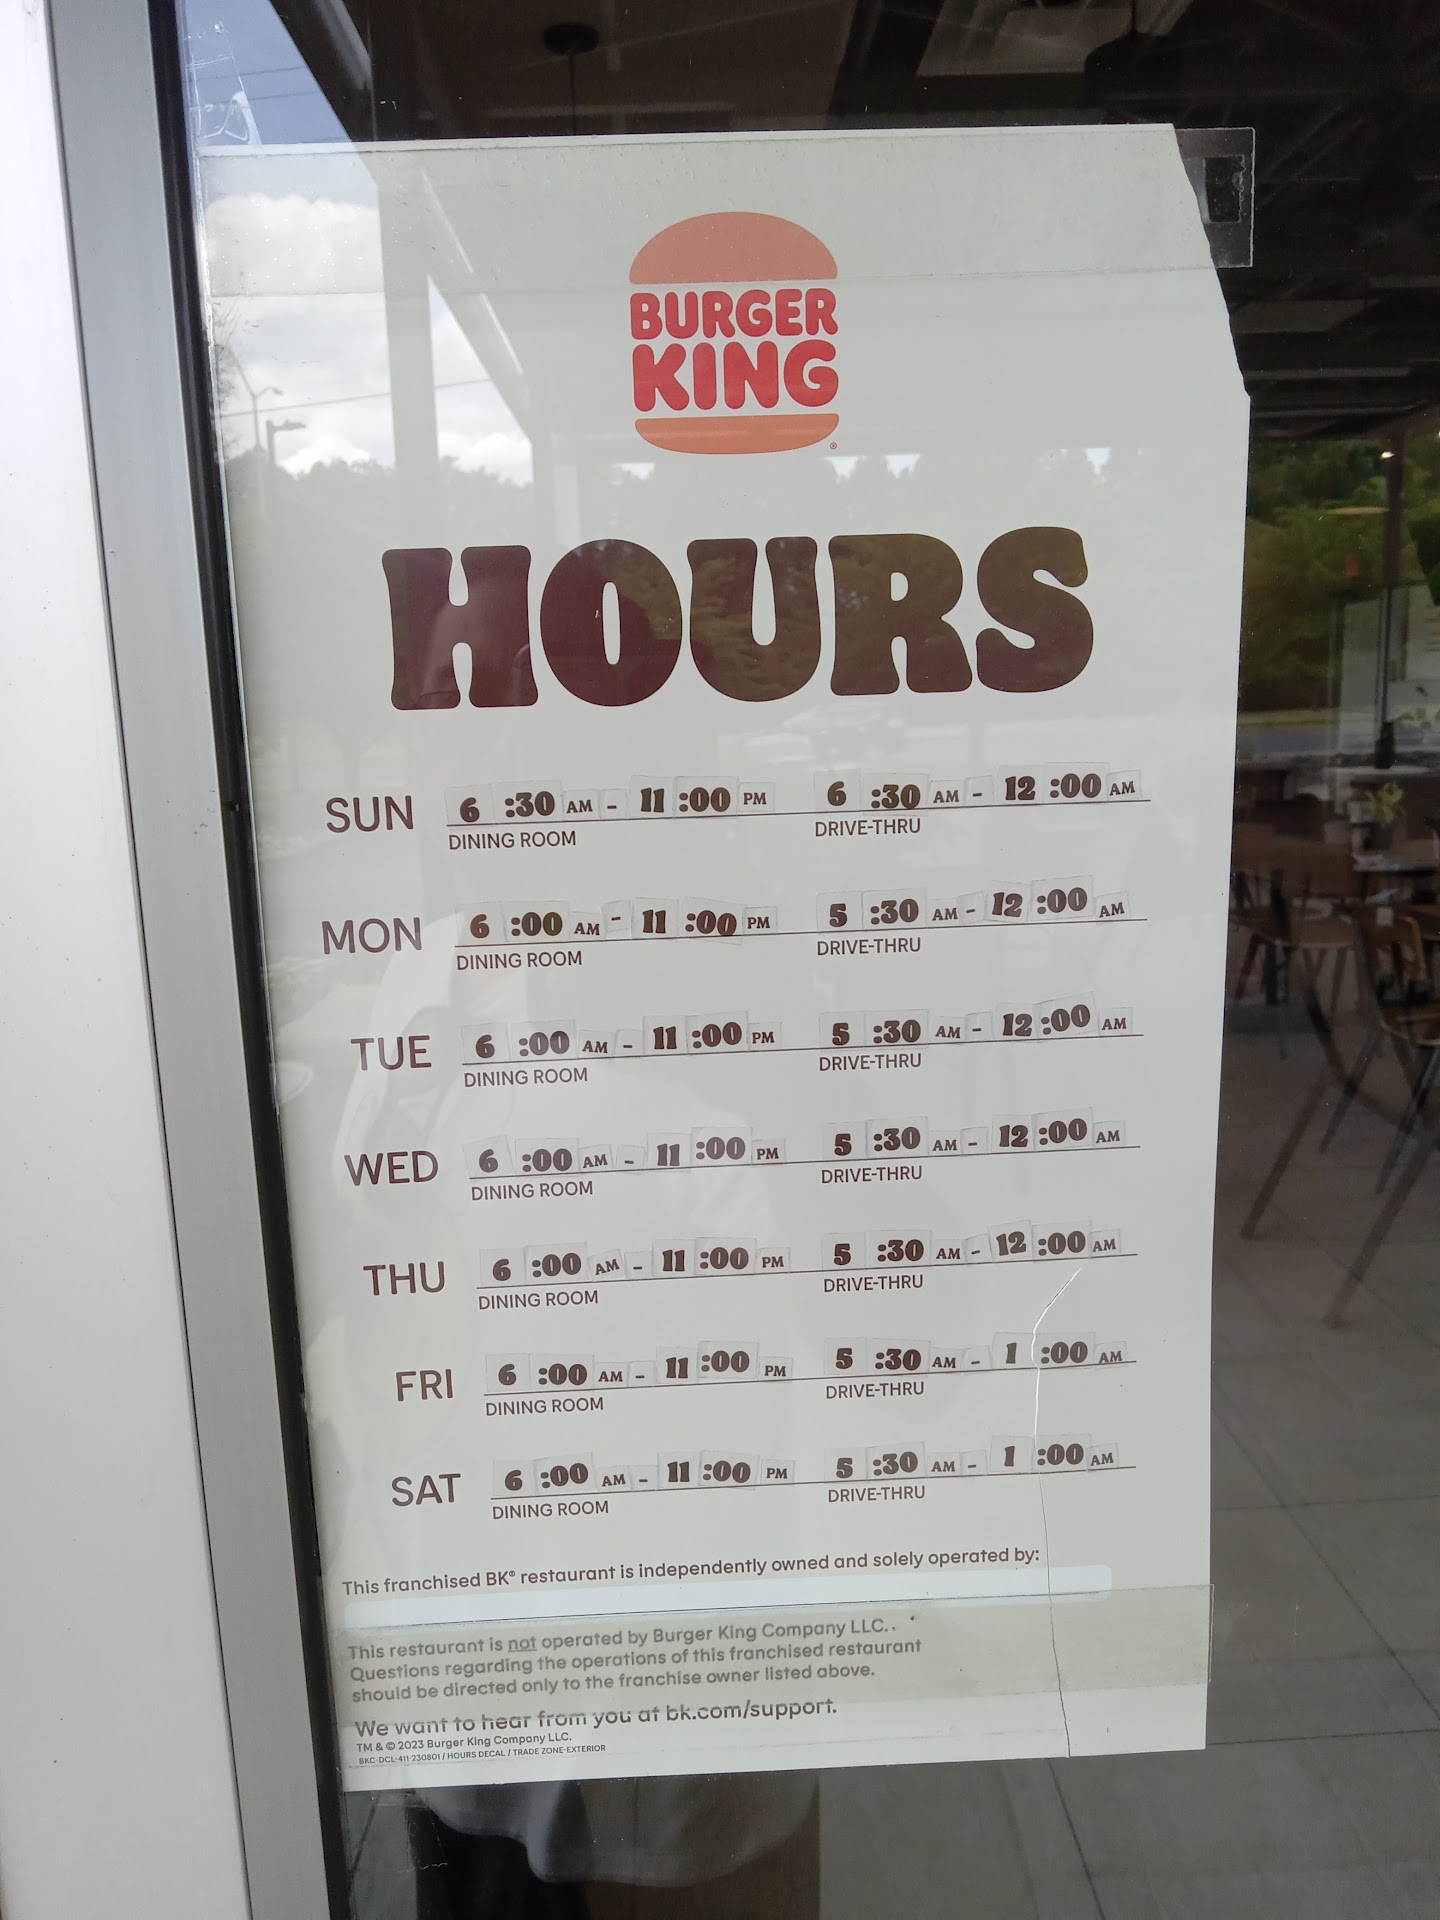 BURGER
KING®
HOURS
SUN 6 :30 AM - 11 :00 PM 6 :30 AM - 12 :00 AM
DINING ROOM DRIVE-THRU
MON 6 :00 AM - 11 :00 PM 5 :30 AM - 12 :00 AM
DINING ROOM DRIVE-THRU
TUE 6 :00 AM - 11 :00 PM 5 :30 AM - 12 :00 AM
DINING ROOM DRIVE-THRU
WED 6 :00 AM - 11 :00 PM 5 :30 AM - 12 :00 AM
DINING ROOM DRIVE-THRU
THU 6 :00 AM - 11 :00 PM 5 :30 AM - 12 :00 AM
DINING ROOM DRIVE-THRU
FRI 6 :00 AM - 11 :00 PM 5 :30 AM - 1 :00 AM
DINING ROOM DRIVE-THRU
SAT 6 :00 AM - 11 :00 PM 5 :30 AM - 1 :00 AM
DINING ROOM DRIVE-THRU
This franchised BK® restaurant is independently owned and solely operated by:
This restaurant is not operated by Burger King Company LLC..
Questions regarding the operations of this franchised restaurant
should be directed only to the franchise owner listed above.
We want to hear from you at bk.com/support.
TM & © 2023 Burger King Company LLC.
BKC-DCL-411-230801 / HOURS DECAL / TRADE ZONE-EXTERIOR